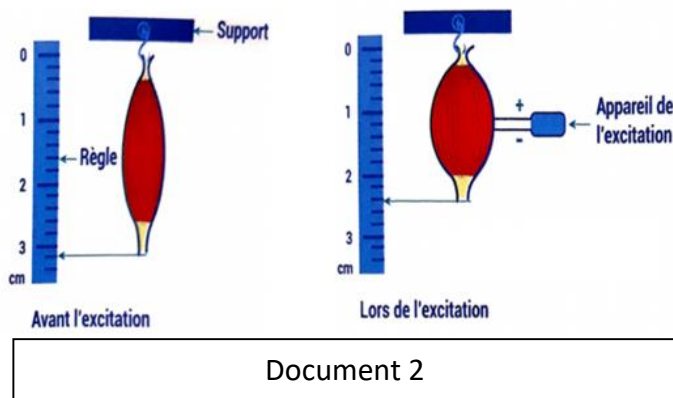 Support
0
1
Règle
2
3
cm
Avant l'excitation
0
1
+
-
Appareil de
l'excitation
2
3
cm
Lors de l'excitation
Document 2